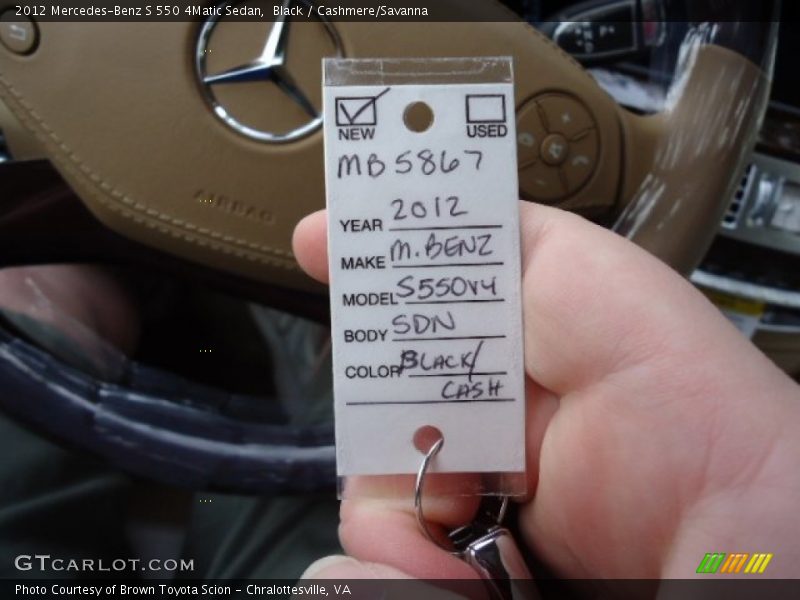 2012 Mercedes-Benz S 550 4Matic Sedan, Black / Cashmere/Savanna
NEW USED
MB5867
YEAR 2012
MAKE M.BENZ
MODEL S550V4
BODY SDN
COLOR BLACK/
CASH
AIRBAG
GTCARLOT.COM
Photo Courtesy of Brown Toyota Scion - Chralottesville, VA